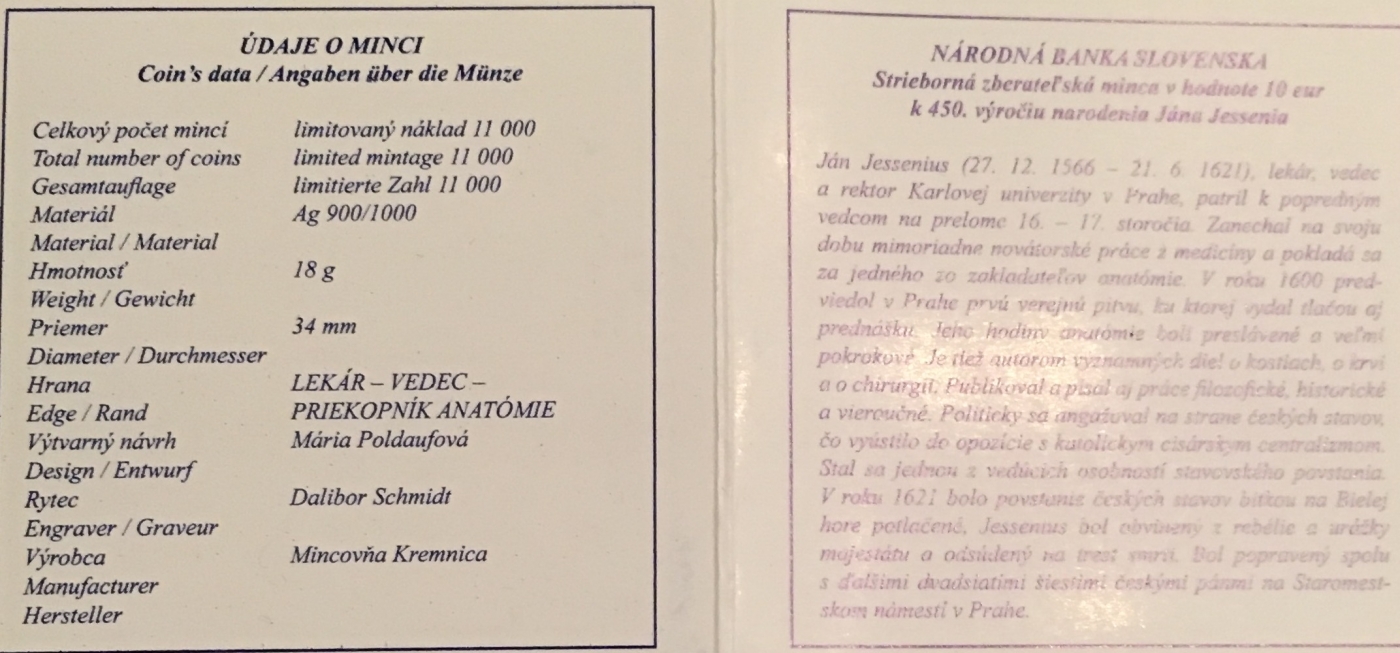 ÚDAJE O MINCI
Coin's data / Angaben über die Münze
Celkový počet mincí limitovaný náklad 11 000
Total number of coins limited mintage 11 000
Gesamtauflage limitierte Zahl 11 000
Materiál Ag 900/1000
Material / Material
Hmotnosť 18 g
Weight / Gewicht
Priemer 34 mm
Diameter / Durchmesser
Hrana LEKÁR – VEDEC –
Edge / Rand PRIEKOPNÍK ANATÓMIE
Výtvarný návrh Mária Poldaufová
Design / Entwurf
Rytec Dalibor Schmidt
Engraver / Graveur
Výrobca Mincovňa Kremnica
Manufacturer
Hersteller
NÁRODNÁ BANKA SLOVENSKA
Strieborná zberateľská minca v hodnote 10 eur
k 450. výročiu narodenia Jána Jessenia
Ján Jessenius (27. 12. 1566 – 21. 6. 1621), lekár, vedec
a rektor Karlovej univerzity v Prahe, patril k popredným
vedcom na prelome 16. – 17. storočia. Zanechal na svoju
dobu mimoriadne novátorské práce z medicíny a pokladá sa
za jedného zo zakladateľov anatómie. V roku 1600 pred-
viedol v Prahe prvú verejnú pitvu, ku ktorej vydal tlačou aj
prednášku. Jeho hodiny anatómie boli preslávené a veľmi
pokrokové. Je tiež autorom významných diel o kostiach, o krvi
a o chirurgii. Publikoval a písal aj práce filozofické, historické
a vieroučné. Politicky sa angažoval na strane českých stavov,
čo vyústilo do opozície s katolíckym cisárskym centralizmom.
Stal sa jednou z vedúcich osobností stavovského povstania.
V roku 1621 bolo povstanie českých stavov bitkou na Bielej
hore potlačené. Jessenius bol obvinený z rebélie a urážky
majestátu a odsúdený na trest smrti. Bol popravený spolu
s ďalšími dvadsiatimi šiestimi českými pánmi na Staromest-
skom námestí v Prahe.